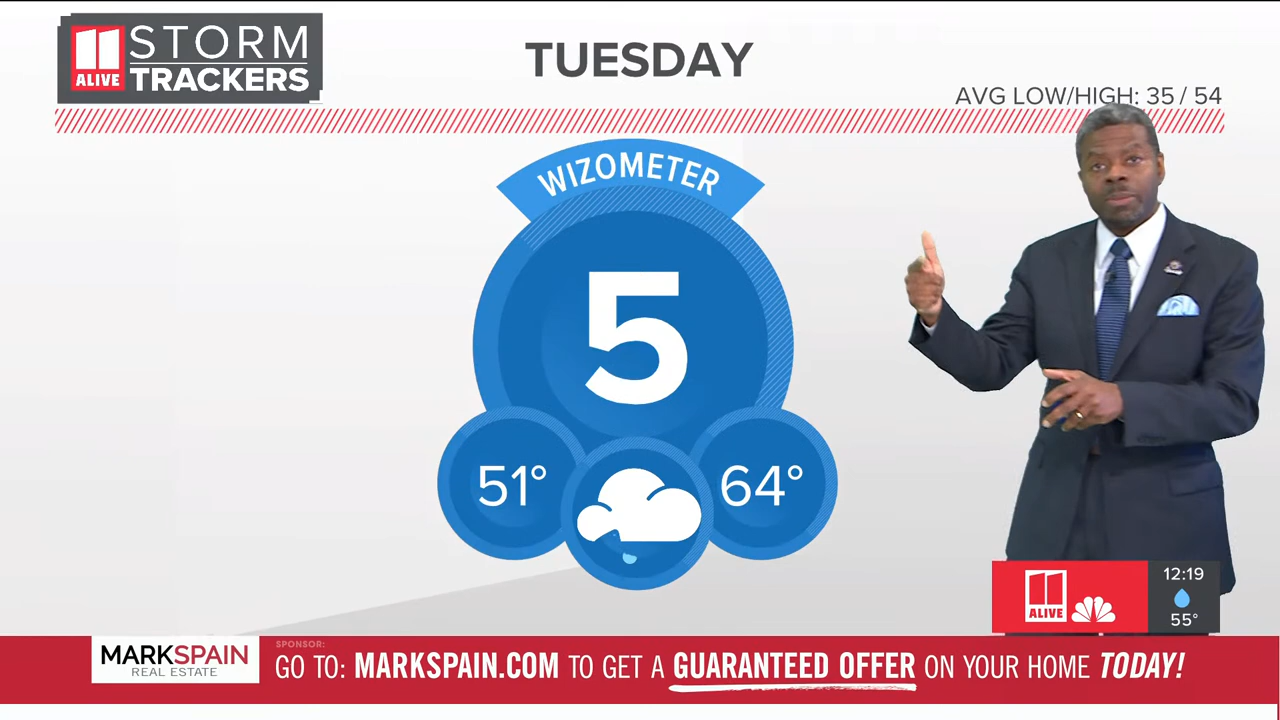 11 ALIVE
STORM
TRACKERS
TUESDAY
AVG LOW/HIGH: 35 / 54
WIZOMETER
5
51°
64°
11 ALIVE
12:19
55°
MARKSPAIN
REAL ESTATE
SPONSOR:
GO TO: MARKSPAIN.COM TO GET A GUARANTEED OFFER ON YOUR HOME TODAY!